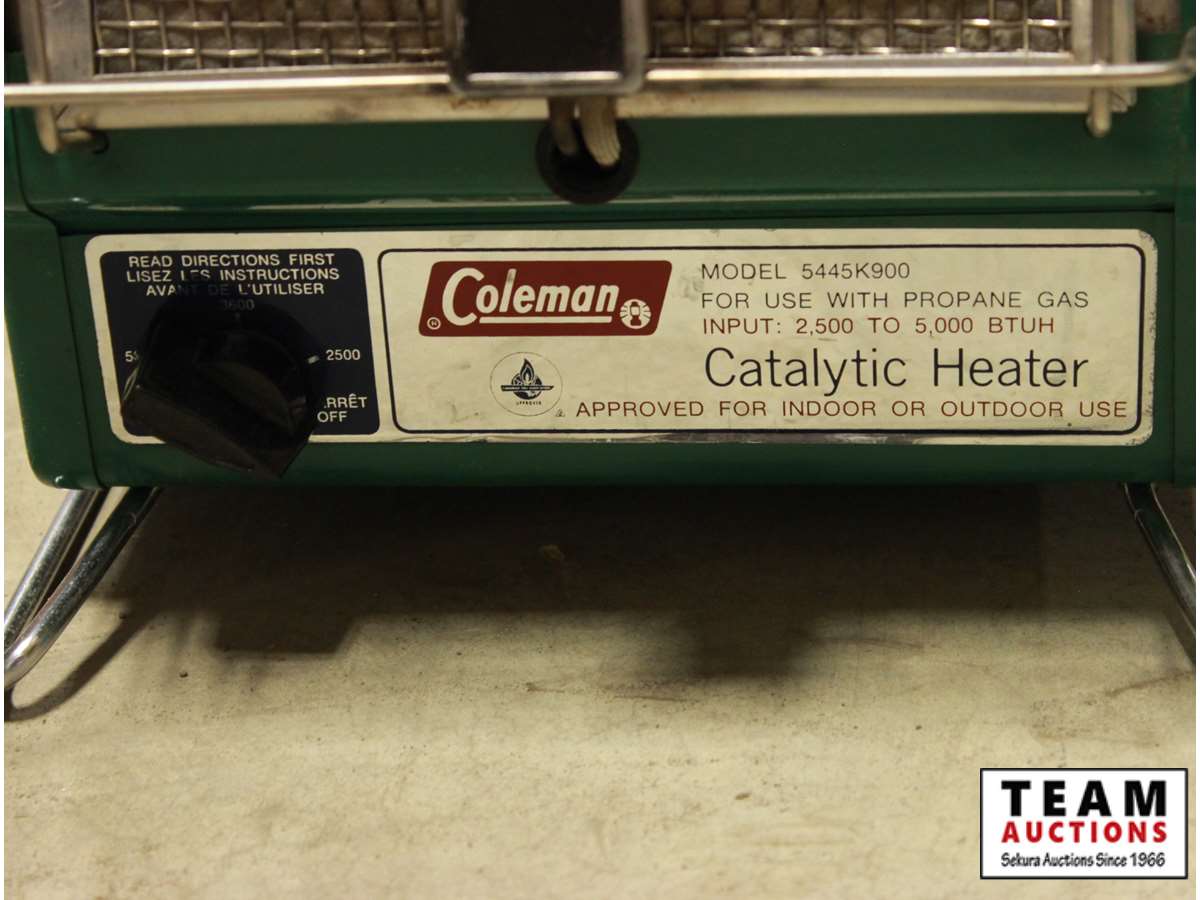 READ DIRECTIONS FIRST
LISEZ LES INSTRUCTIONS
AVANT DE L'UTILISER
3600
2500
OFF
Coleman
MODEL 5445K900
FOR USE WITH PROPANE GAS
INPUT: 2,500 TO 5,000 BTUH
Catalytic Heater
APPROVED
APPROVED FOR INDOOR OR OUTDOOR USE
TEAM
AUCTIONS
Sekura Auctions Since 1966